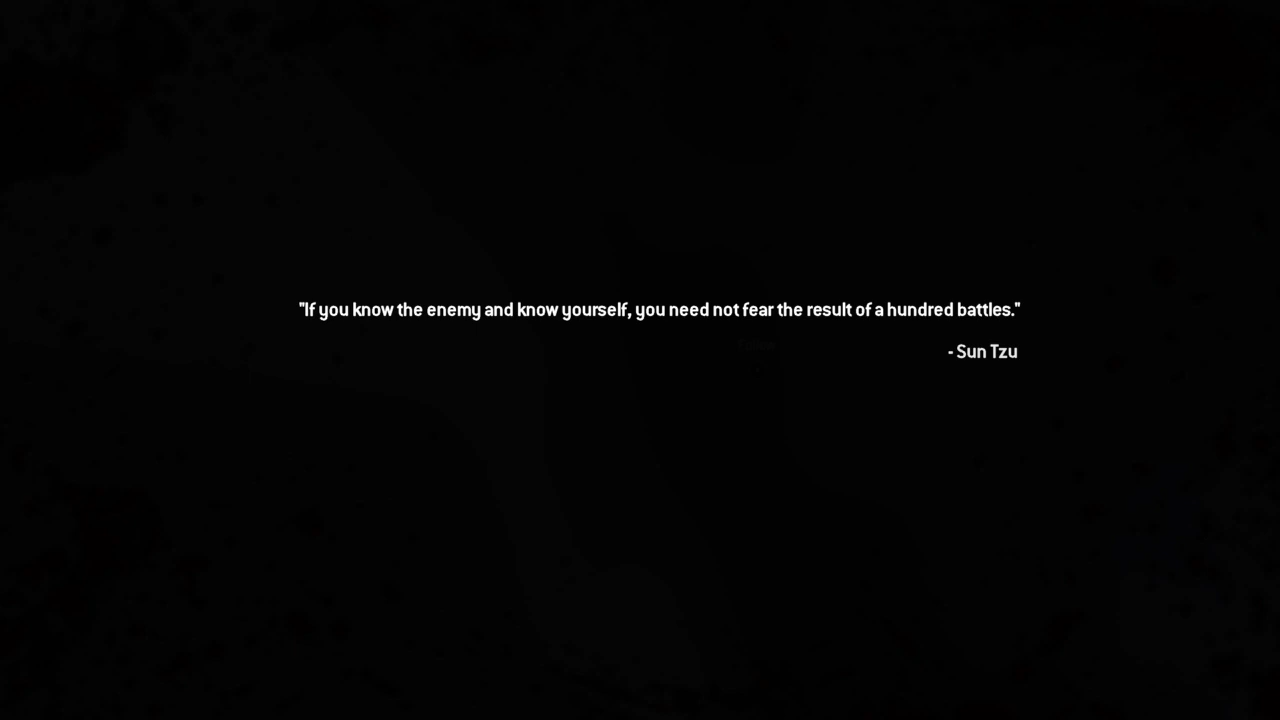 "If you know the enemy and know yourself, you need not fear the result of a hundred battles."
- Sun Tzu